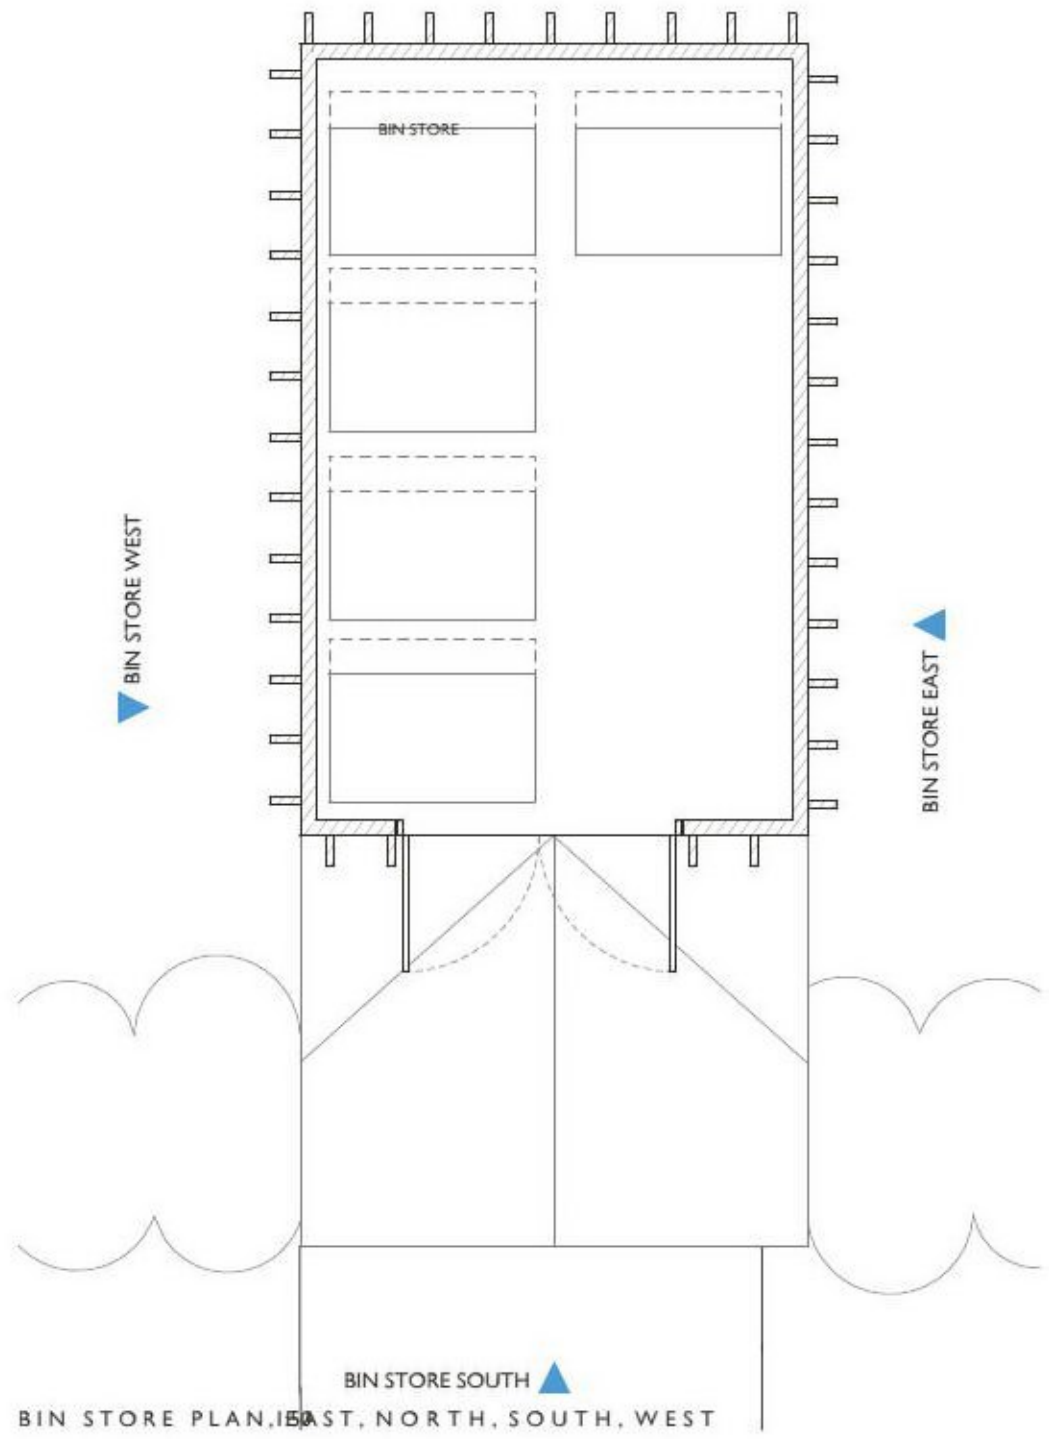 BIN STORE
BIN STORE WEST
BIN STORE EAST
BIN STORE SOUTH
BIN STORE PLAN, EAST, NORTH, SOUTH, WEST